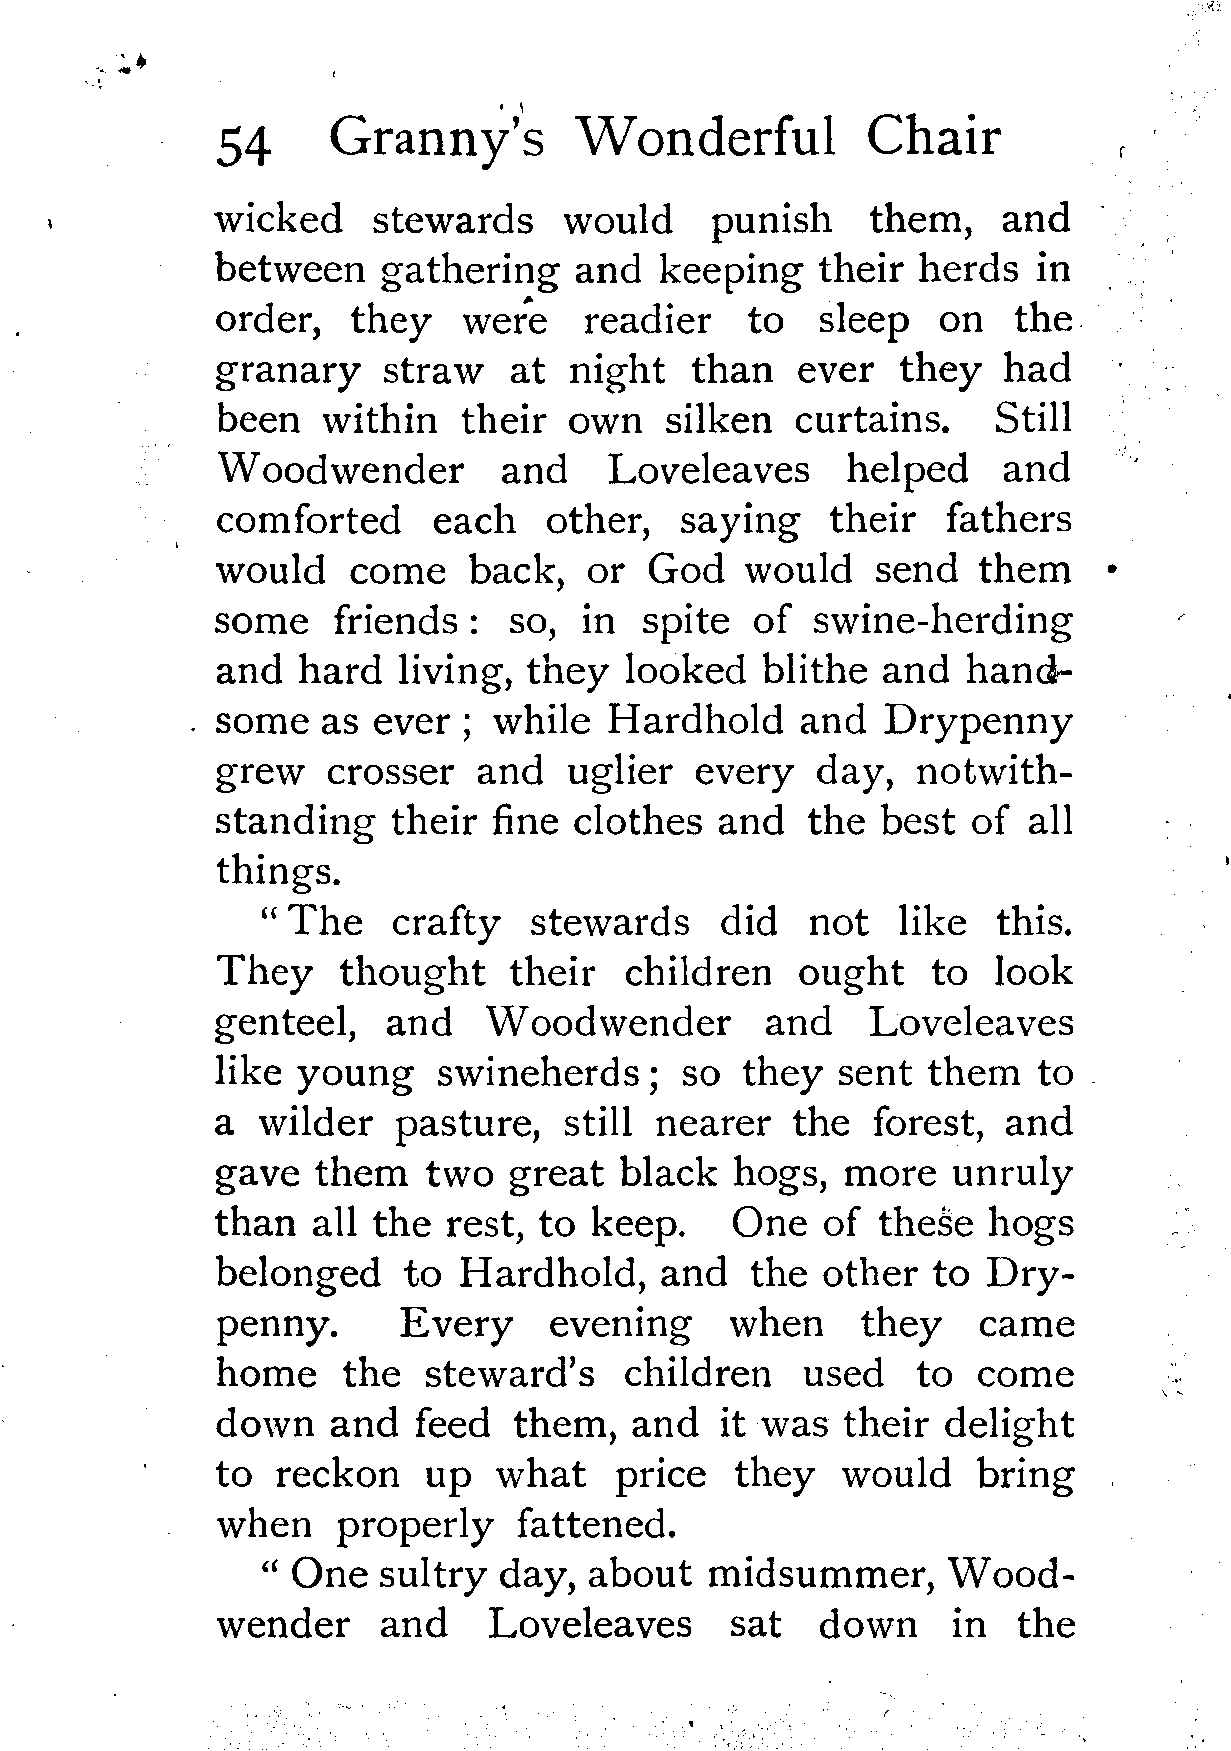 54 Granny's Wonderful Chair
wicked stewards would punish them, and
between gathering and keeping their herds in
order, they were readier to sleep on the
granary straw at night than ever they had
been within their own silken curtains. Still
Woodwender and Loveleaves helped and
comforted each other, saying their fathers
would come back, or God would send them
some friends : so, in spite of swine-herding
and hard living, they looked blithe and hand-
some as ever ; while Hardhold and Drypenny
grew crosser and uglier every day, notwith-
standing their fine clothes and the best of all
things.
“ The crafty stewards did not like this.
They thought their children ought to look
genteel, and Woodwender and Loveleaves
like young swineherds ; so they sent them to
a wilder pasture, still nearer the forest, and
gave them two great black hogs, more unruly
than all the rest, to keep. One of these hogs
belonged to Hardhold, and the other to Dry-
penny. Every evening when they came
home the steward's children used to come
down and feed them, and it was their delight
to reckon up what price they would bring
when properly fattened.
“ One sultry day, about midsummer, Wood-
wender and Loveleaves sat down in the